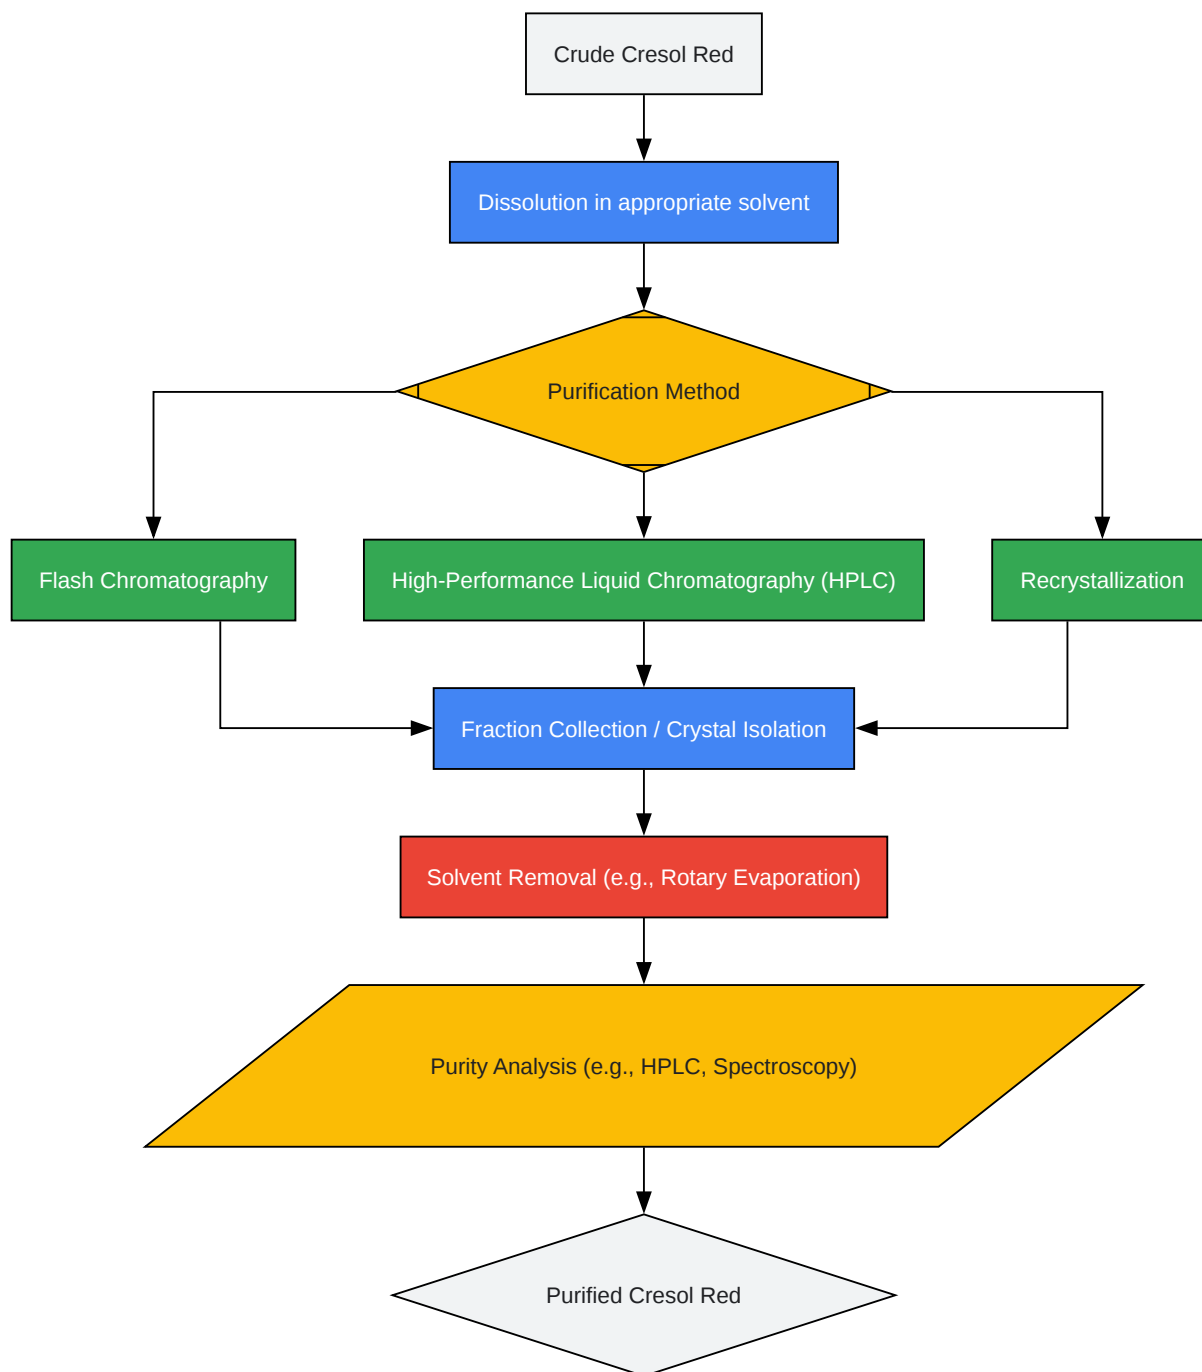 Crude Cresol Red
Dissolution in appropriate solvent
Purification Method
Flash Chromatography
High-Performance Liquid Chromatography (HPLC)
Recrystallization
Fraction Collection / Crystal Isolation
Solvent Removal (e.g., Rotary Evaporation)
Purity Analysis (e.g., HPLC, Spectroscopy)
Purified Cresol Red